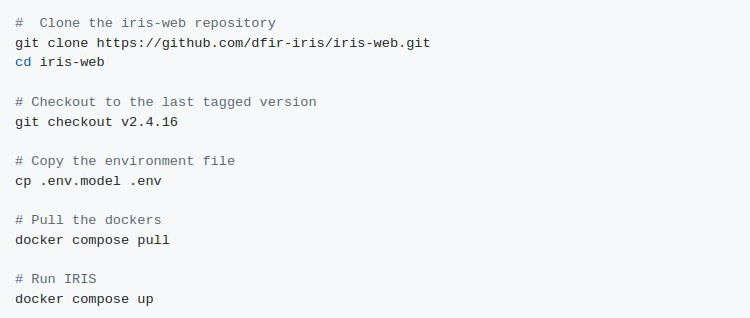 #  Clone the iris-web repository
git clone https://github.com/dfir-iris/iris-web.git
cd iris-web
# Checkout to the last tagged version
git checkout v2.4.16
# Copy the environment file
cp .env.model .env
# Pull the dockers
docker compose pull
# Run IRIS
docker compose up